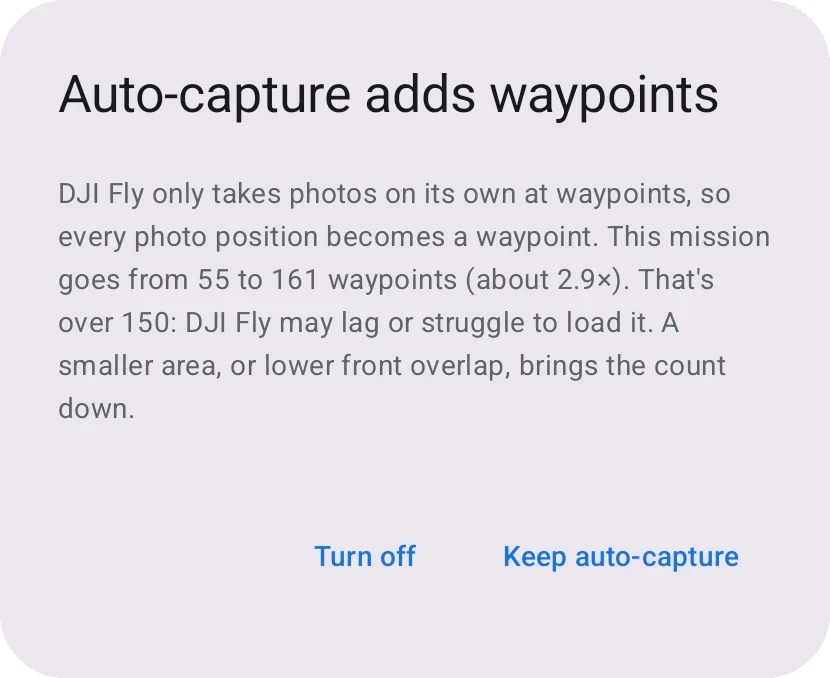 Auto-capture adds waypoints
DJI Fly only takes photos on its own at waypoints, so
every photo position becomes a waypoint. This mission
goes from 55 to 161 waypoints (about 2.9×). That's
over 150: DJI Fly may lag or struggle to load it. A
smaller area, or lower front overlap, brings the count
down.
Turn off
Keep auto-capture